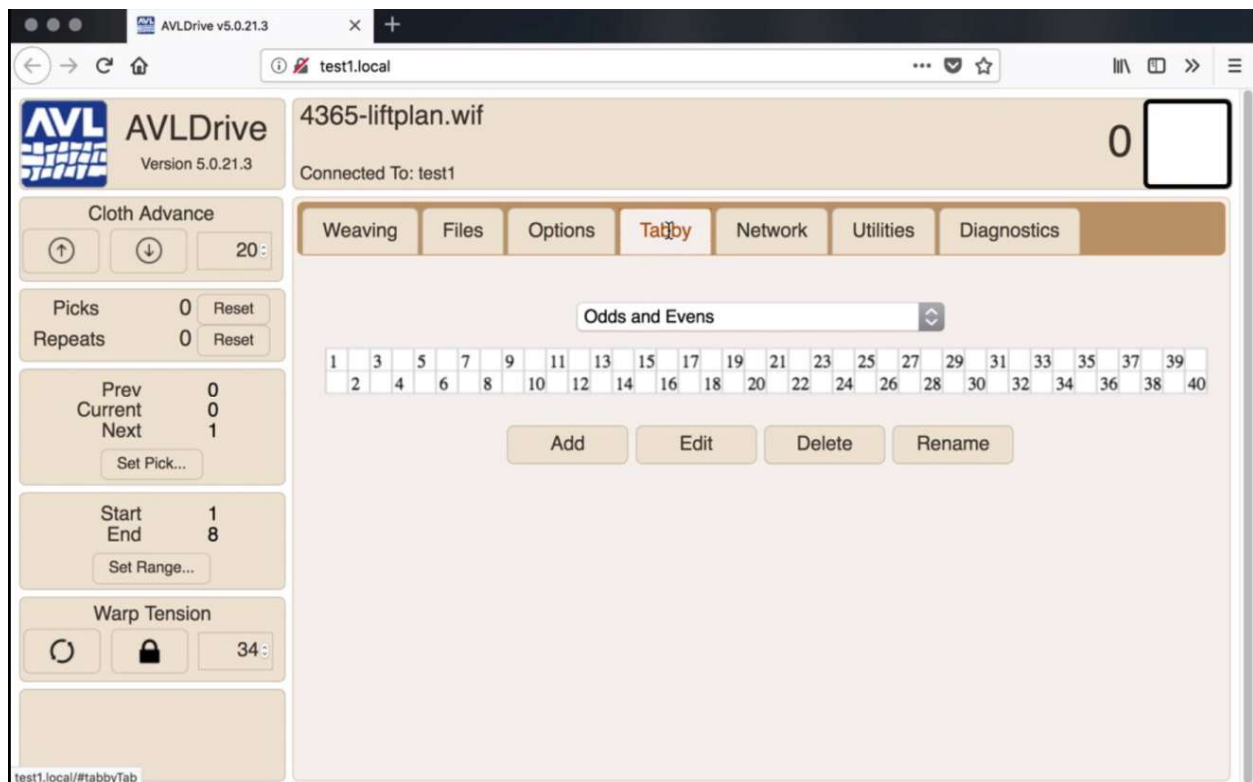 AVLDrive v5.0.21.3
test1.local
AVL
AVLDrive
Version 5.0.21.3
4365-liftplan.wif
Connected To: test1
0
Cloth Advance
20
Picks 0 Reset
Repeats 0 Reset
Prev 0
Current 0
Next 1
Set Pick...
Start 1
End 8
Set Range...
Warp Tension
34
Weaving Files Options Tabby Network Utilities Diagnostics
Odds and Evens
1 3 5 7 9 11 13 15 17 19 21 23 25 27 29 31 33 35 37 39
2 4 6 8 10 12 14 16 18 20 22 24 26 28 30 32 34 36 38 40
Add Edit Delete Rename
test1.local/#tabbyTab